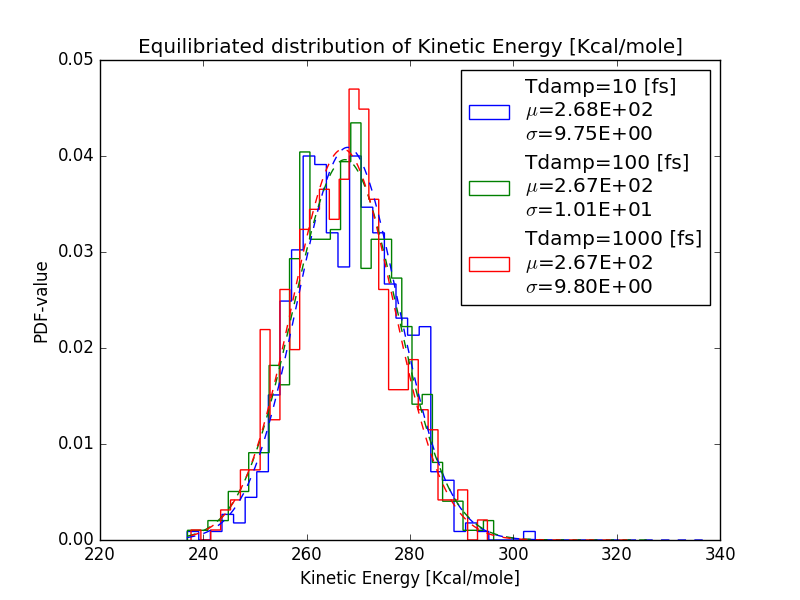 Equilibriated distribution of Kinetic Energy [Kcal/mole]
0.05
0.04
0.03
0.02
0.01
0.00
PDF-value
Tdamp=10 [fs]
μ=2.68E+02
σ=9.75E+00
Tdamp=100 [fs]
μ=2.67E+02
σ=1.01E+01
Tdamp=1000 [fs]
μ=2.67E+02
σ=9.80E+00
220
240
260
280
300
320
340
Kinetic Energy [Kcal/mole]